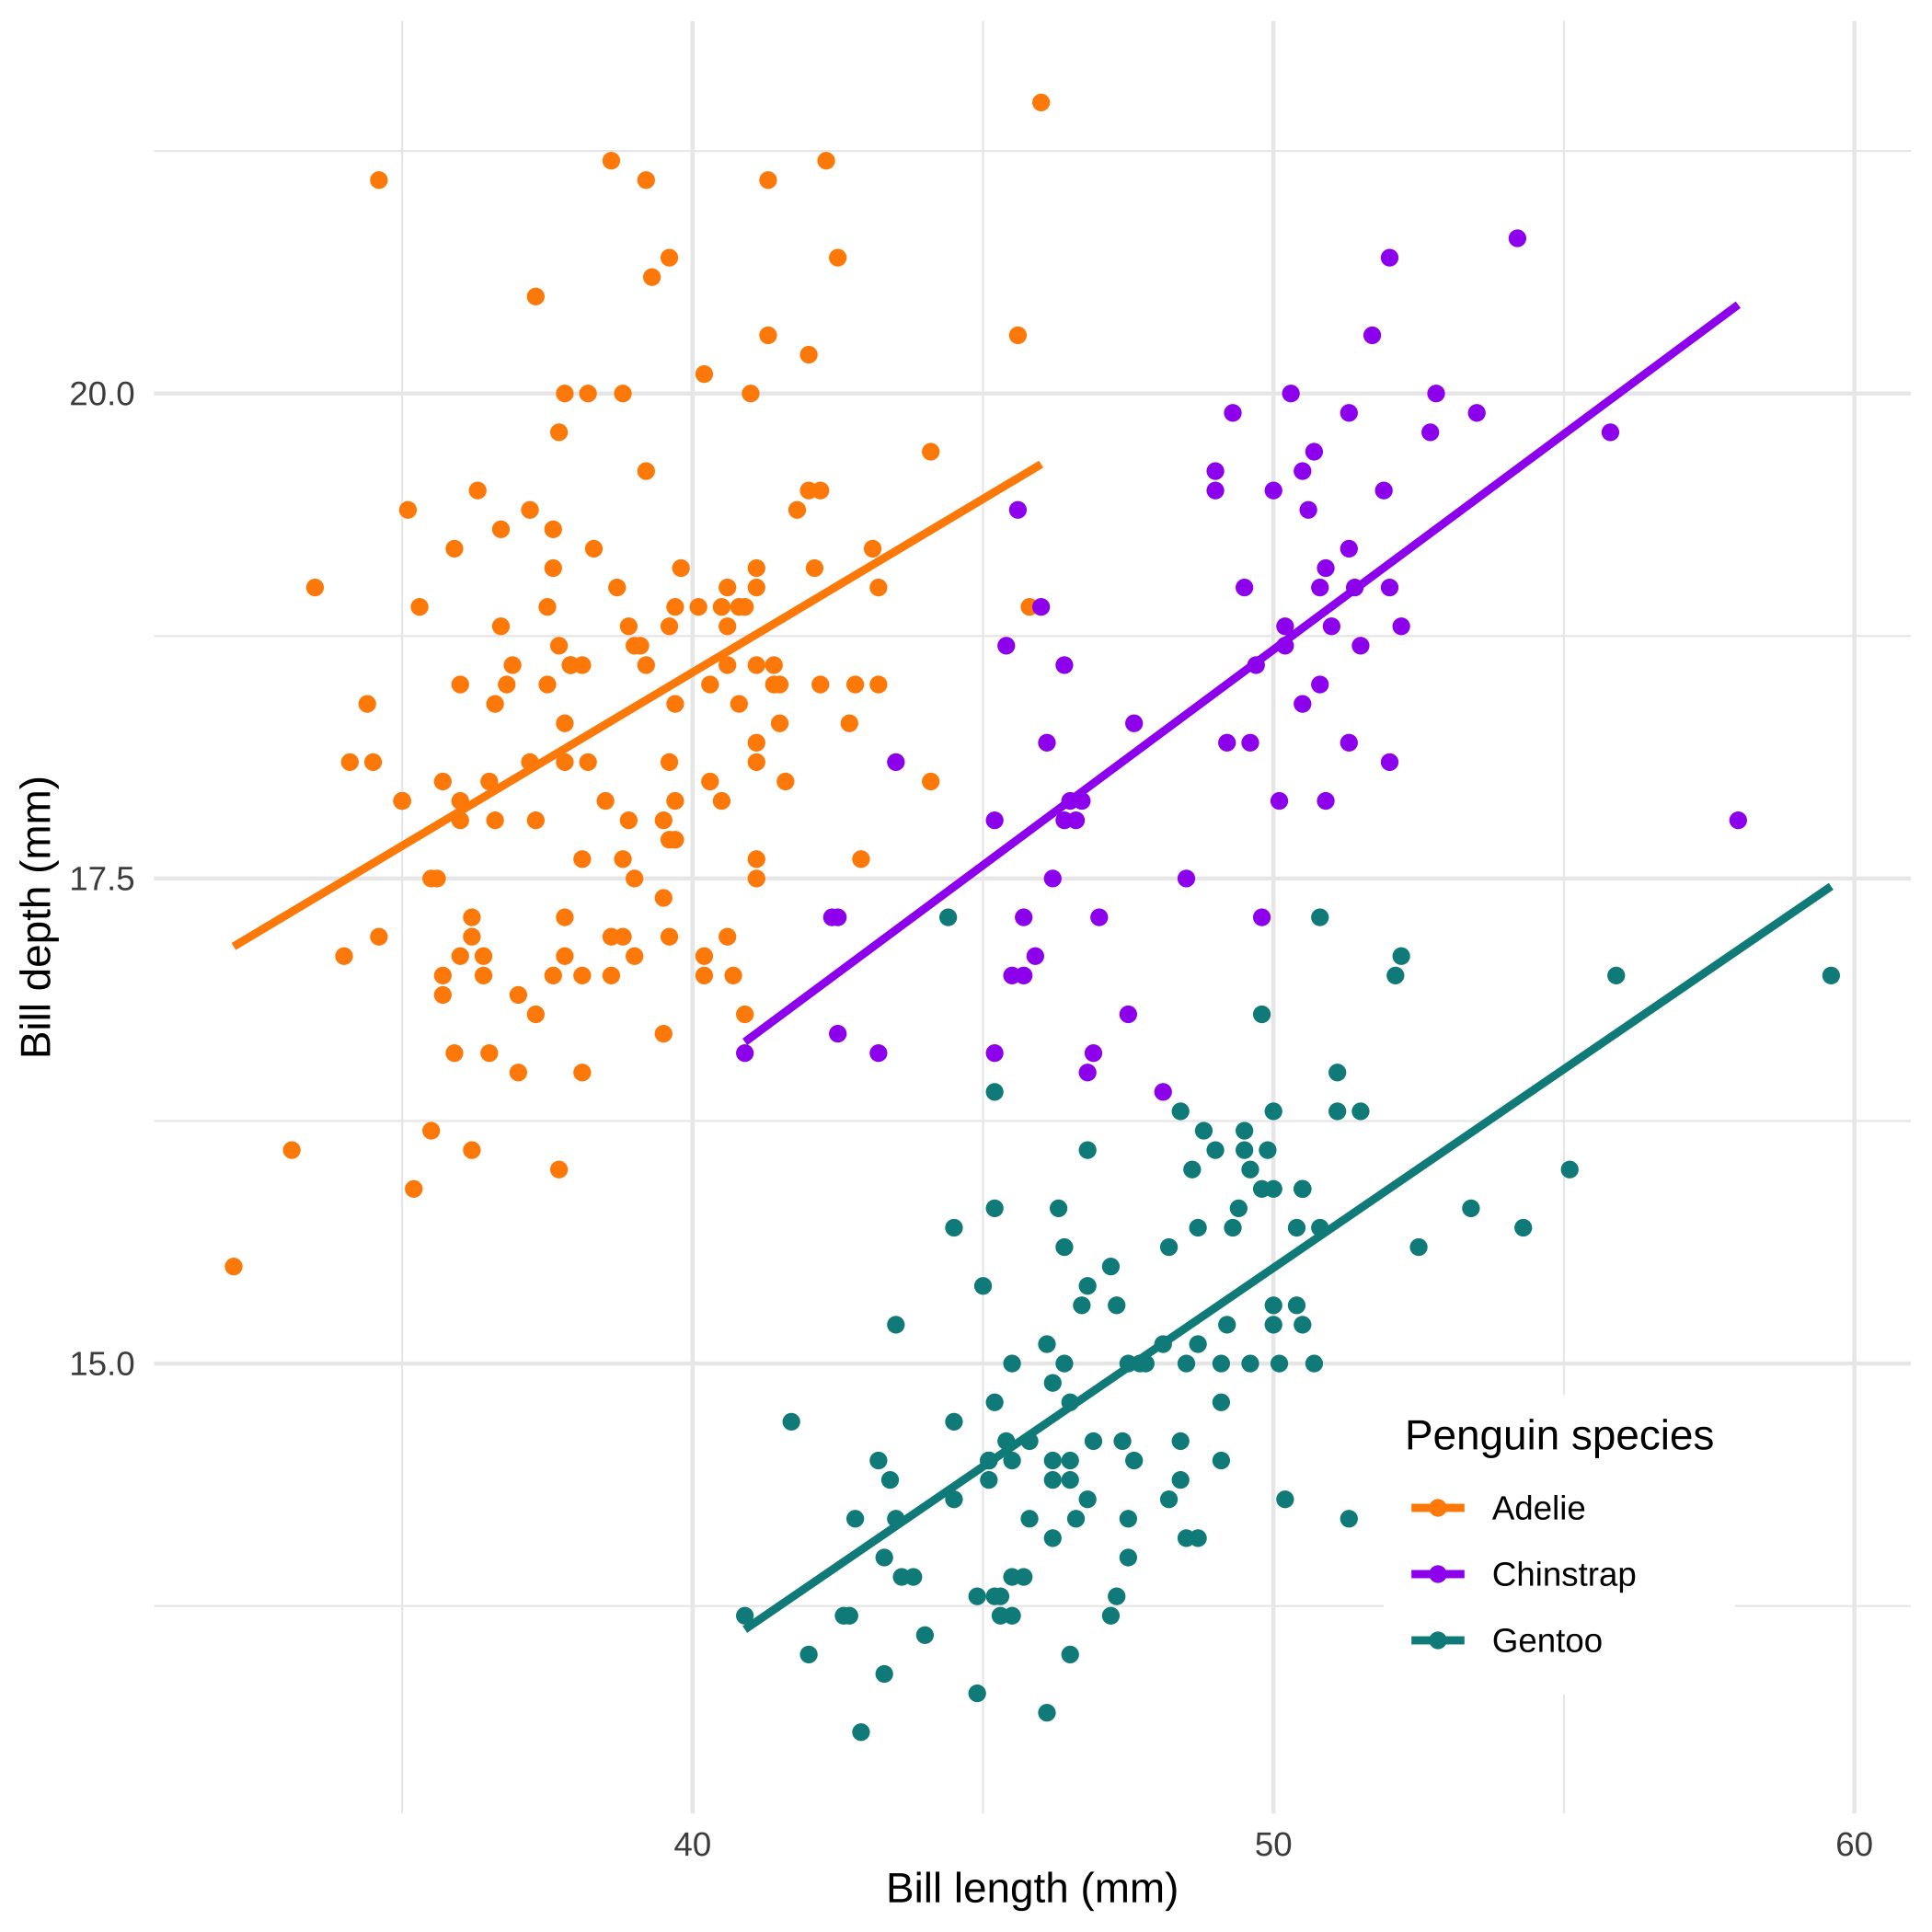 20.0
17.5
15.0
Bill depth (mm)
Penguin species
Adelie
Chinstrap
Gentoo
40 50 60
Bill length (mm)